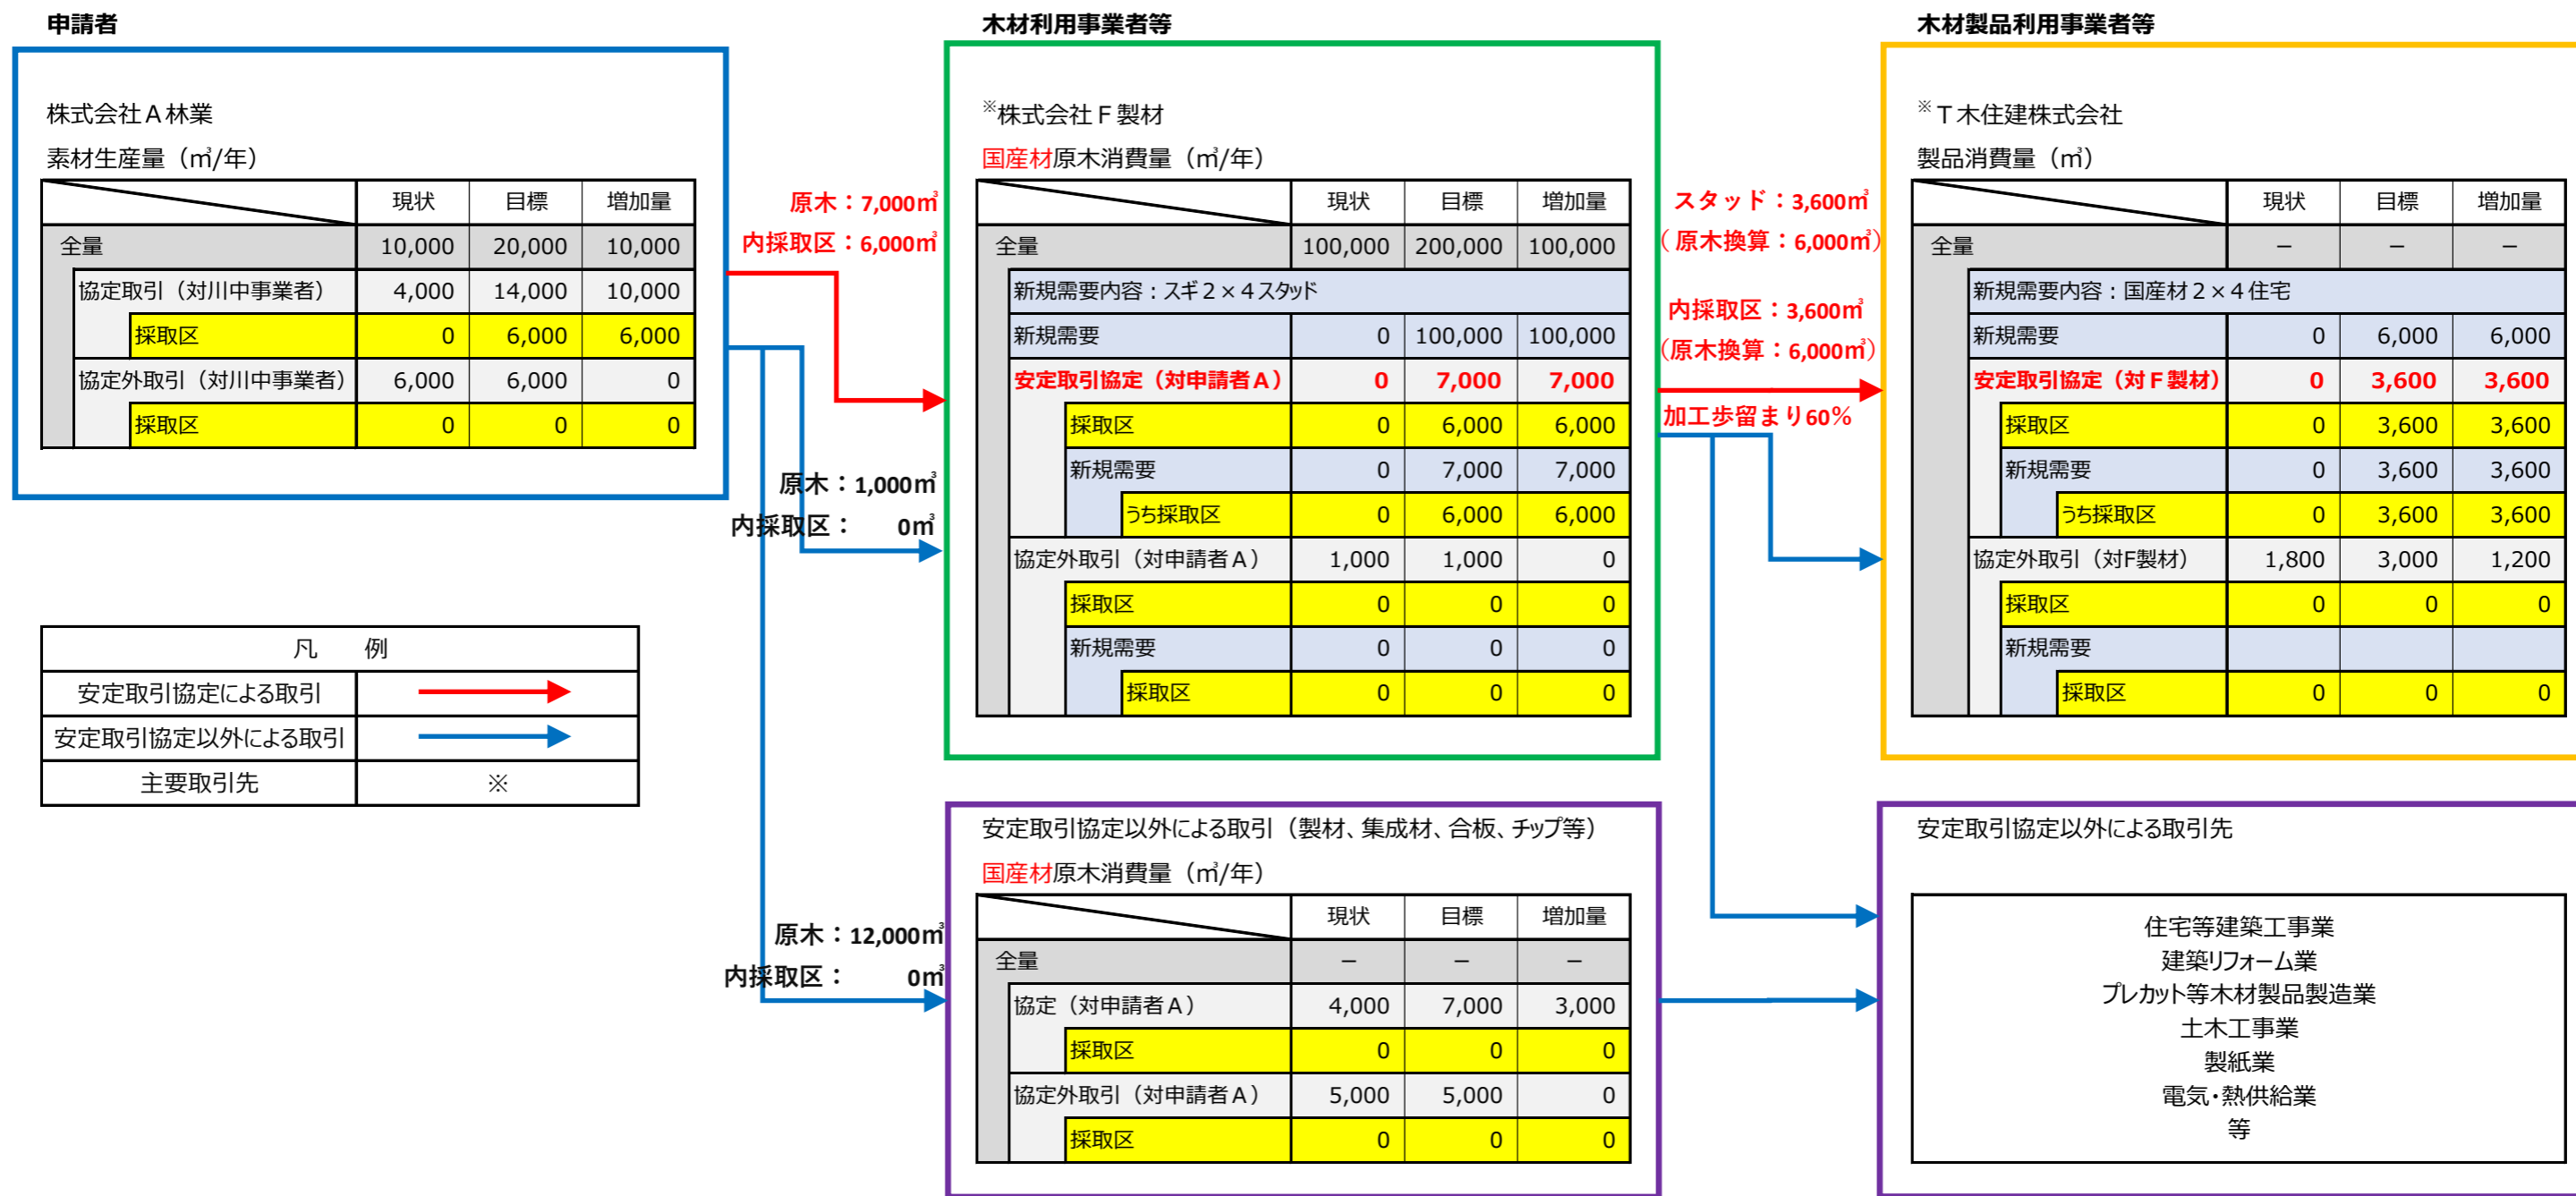 申請者
株式会社Ａ林業
素材生産量（㎥/年）
現状 目標 増加量
全量 10,000 20,000 10,000
協定取引（対川中事業者） 4,000 14,000 10,000
採取区 0 6,000 6,000
協定外取引（対川中事業者） 6,000 6,000 0
採取区 0 0 0
凡　例
安定取引協定による取引
安定取引協定以外による取引
主要取引先 ※
原木：7,000㎥
内採取区：6,000㎥
原木：1,000㎥
内採取区：　0㎥
原木：12,000㎥
内採取区：　0㎥
木材利用事業者等
※株式会社Ｆ製材
国産材原木消費量（㎥/年）
現状 目標 増加量
全量 100,000 200,000 100,000
新規需要内容：スギ２×４スタッド
新規需要 0 100,000 100,000
安定取引協定（対申請者Ａ） 0 7,000 7,000
採取区 0 6,000 6,000
新規需要 0 7,000 7,000
うち採取区 0 6,000 6,000
協定外取引（対申請者Ａ） 1,000 1,000 0
採取区 0 0 0
新規需要 0 0 0
採取区 0 0 0
安定取引協定以外による取引（製材、集成材、合板、チップ等）
国産材原木消費量（㎥/年）
現状 目標 増加量
全量 － － －
協定（対申請者Ａ） 4,000 7,000 3,000
採取区 0 0 0
協定外取引（対申請者Ａ） 5,000 5,000 0
採取区 0 0 0
スタッド：3,600㎥
（原木換算：6,000㎥）
内採取区：3,600㎥
（原木換算：6,000㎥）
加工歩留まり60％
木材製品利用事業者等
※Ｔ木住建株式会社
製品消費量（㎥）
現状 目標 増加量
全量 － － －
新規需要内容：国産材２×４住宅
新規需要 0 6,000 6,000
安定取引協定（対Ｆ製材） 0 3,600 3,600
採取区 0 3,600 3,600
新規需要 0 3,600 3,600
うち採取区 0 3,600 3,600
協定外取引（対F製材） 1,800 3,000 1,200
採取区 0 0 0
新規需要
採取区 0 0 0
安定取引協定以外による取引先
住宅等建築工事業
建築リフォーム業
プレカット等木材製品製造業
土木工事業
製紙業
電気・熱供給業
等